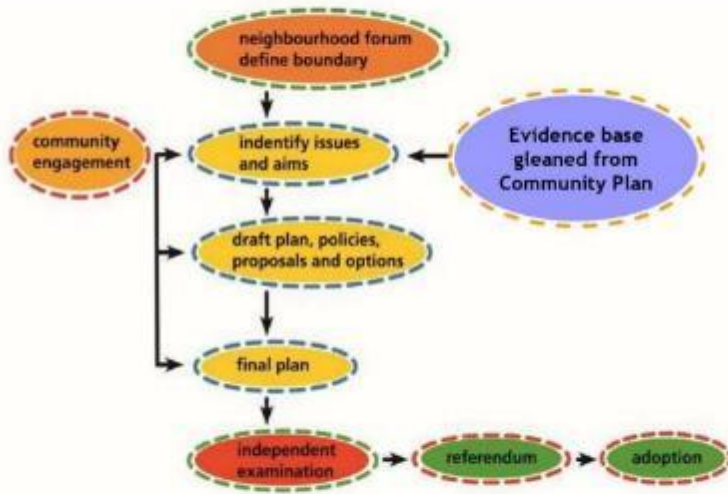 neighbourhood forum
define boundary
community
engagement
indentify issues
and aims
Evidence base
gleaned from
Community Plan
draft plan, policies,
proposals and options
final plan
independent
examination
referendum
adoption